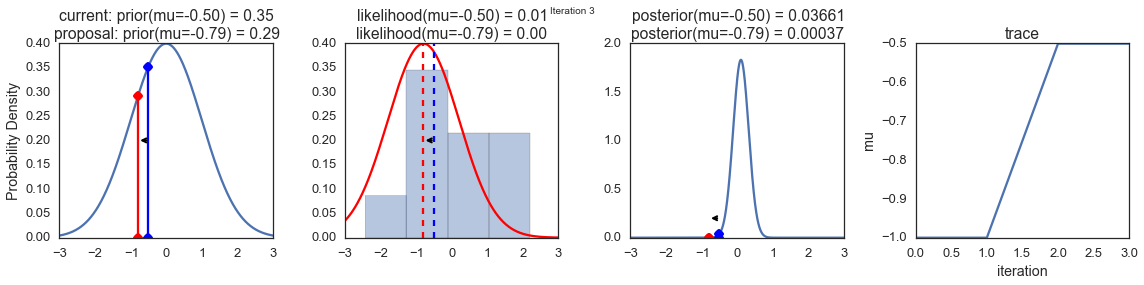 current: prior(mu=-0.50) = 0.35
proposal: prior(mu=-0.79) = 0.29
Probability Density
0.40
0.35
0.30
0.25
0.20
0.15
0.10
0.05
0.00
−3 −2 −1 0 1 2 3
Iteration 3
likelihood(mu=-0.50) = 0.01
likelihood(mu=-0.79) = 0.00
0.40
0.35
0.30
0.25
0.20
0.15
0.10
0.05
0.00
−3 −2 −1 0 1 2 3
posterior(mu=-0.50) = 0.03661
posterior(mu=-0.79) = 0.00037
2.0
1.5
1.0
0.5
0.0
−3 −2 −1 0 1 2 3
trace
mu
−0.5
−0.6
−0.7
−0.8
−0.9
−1.0
0.0 0.5 1.0 1.5 2.0 2.5 3.0
iteration